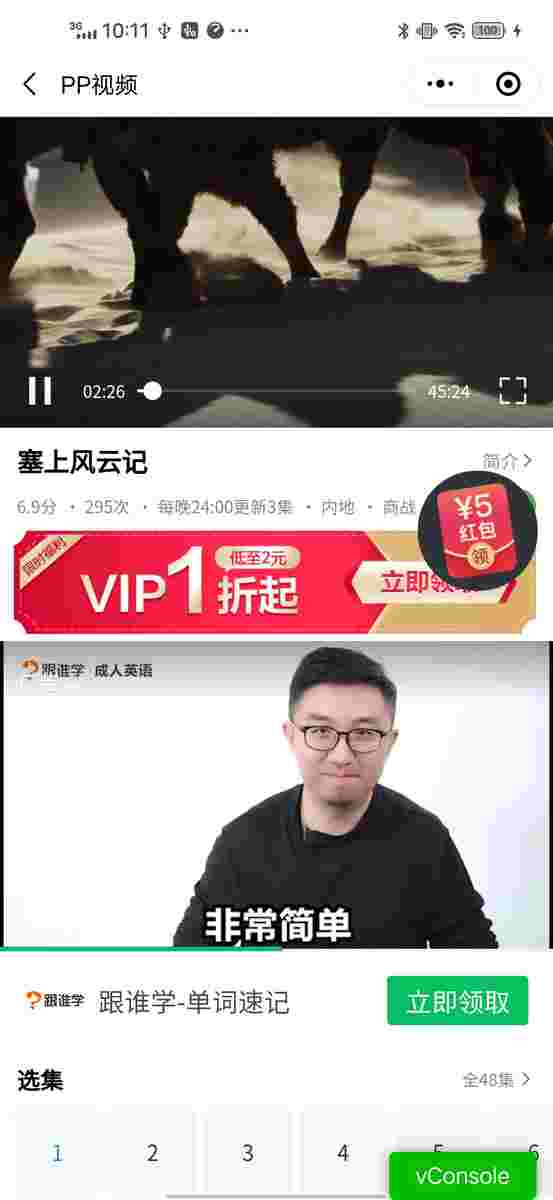 3G 10:11 ···
100
PP视频
02:26 45:24
塞上风云记
简介
6.9分 · 295次 · 每晚24:00更新3集 · 内地 · 商战
¥5
红包
领
限时福利
VIP1折起
低至2元
立即领取
跟谁学 成人英语
非常简单
跟谁学 跟谁学-单词速记 立即领取
选集
全48集
1 2 3 4 5 6
vConsole